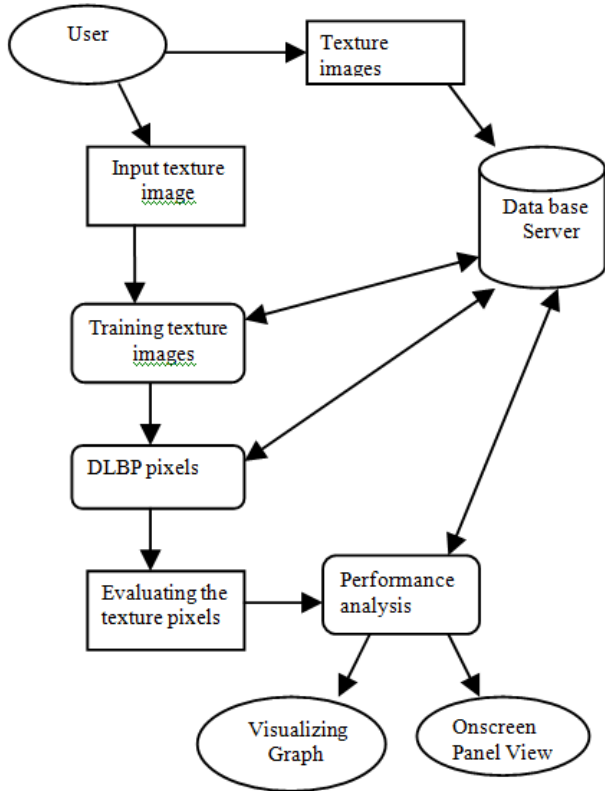 User
Texture
images
Input texture
image
Data base
Server
Training texture
images
DLBP pixels
Evaluating the
texture pixels
Performance
analysis
Visualizing
Graph
Onscreen
Panel View